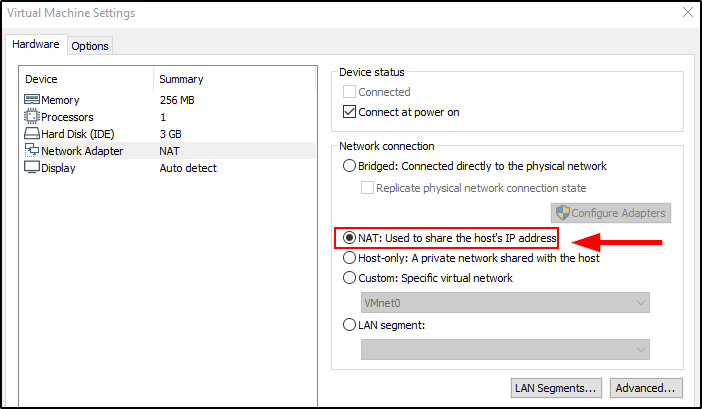 Virtual Machine Settings
Hardware Options
Device Summary
Memory 256 MB
Processors 1
Hard Disk (IDE) 3 GB
Network Adapter NAT
Display Auto detect
Device status
Connected
Connect at power on
Network connection
Bridged: Connected directly to the physical network
Replicate physical network connection state
Configure Adapters
NAT: Used to share the host's IP address
Host-only: A private network shared with the host
Custom: Specific virtual network
VMnet0
LAN segment:
LAN Segments... Advanced...